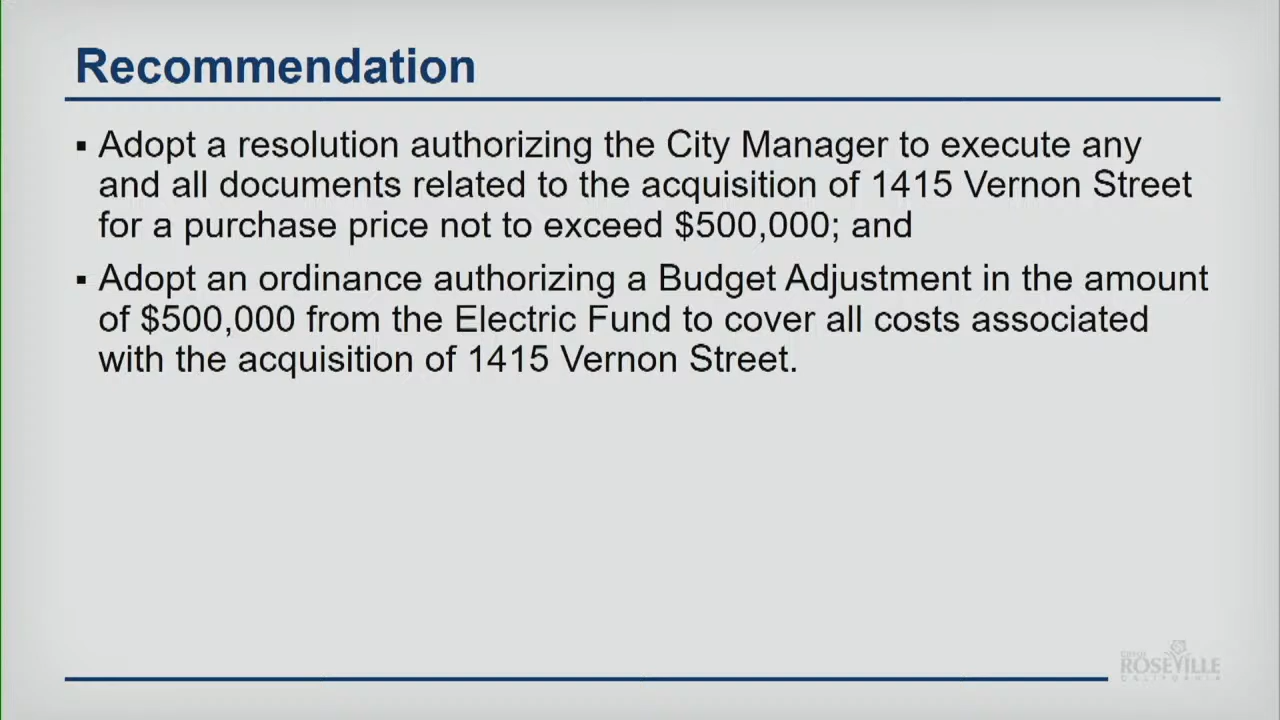 Recommendation
▪ Adopt a resolution authorizing the City Manager to execute any
and all documents related to the acquisition of 1415 Vernon Street
for a purchase price not to exceed $500,000; and
▪ Adopt an ordinance authorizing a Budget Adjustment in the amount
of $500,000 from the Electric Fund to cover all costs associated
with the acquisition of 1415 Vernon Street.
CITY OF
ROSEVILLE
CALIFORNIA